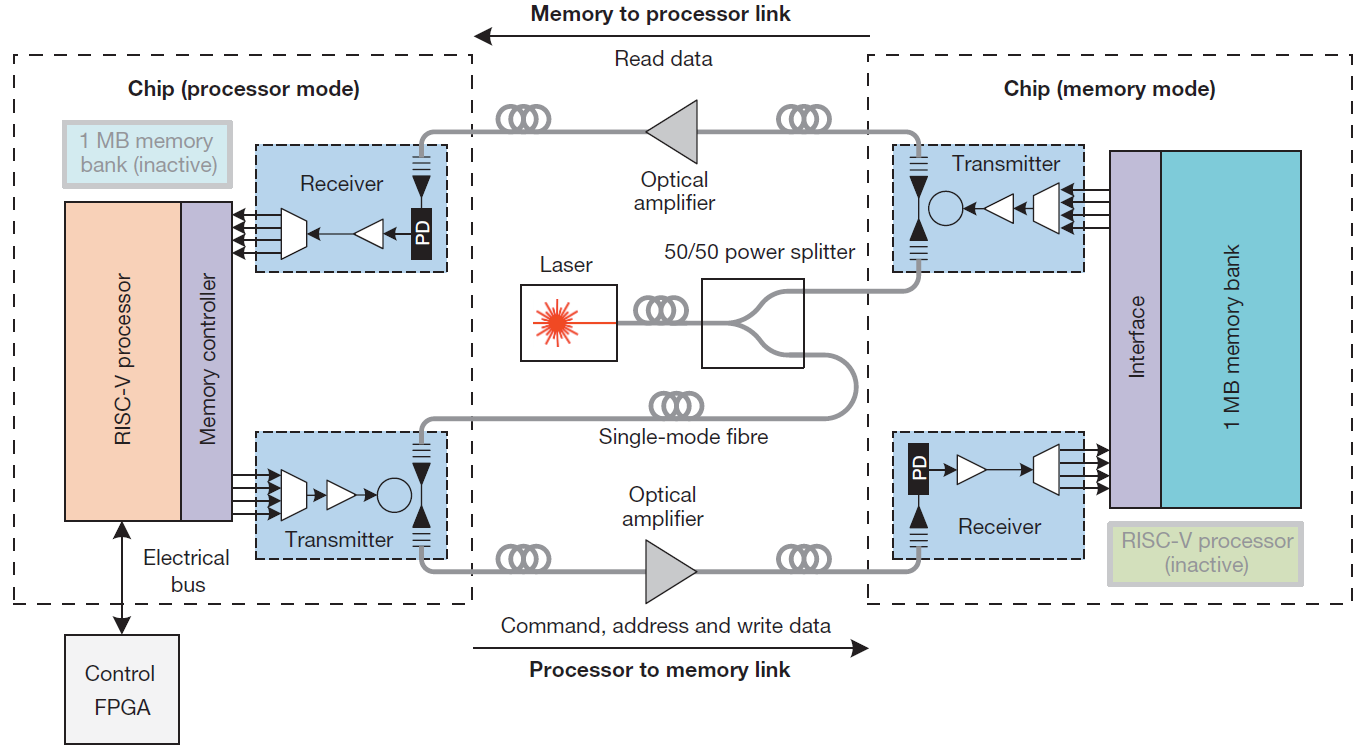 Memory to processor link
Read data
Chip (processor mode)
Chip (memory mode)
1 MB memory
bank (inactive)
Receiver
PD
Optical
amplifier
Transmitter
RISC-V processor
Memory controller
Laser
50/50 power splitter
Interface
1 MB memory bank
Single-mode fibre
Transmitter
Optical
amplifier
PD
Receiver
RISC-V processor
(inactive)
Electrical
bus
Command, address and write data
Processor to memory link
Control
FPGA